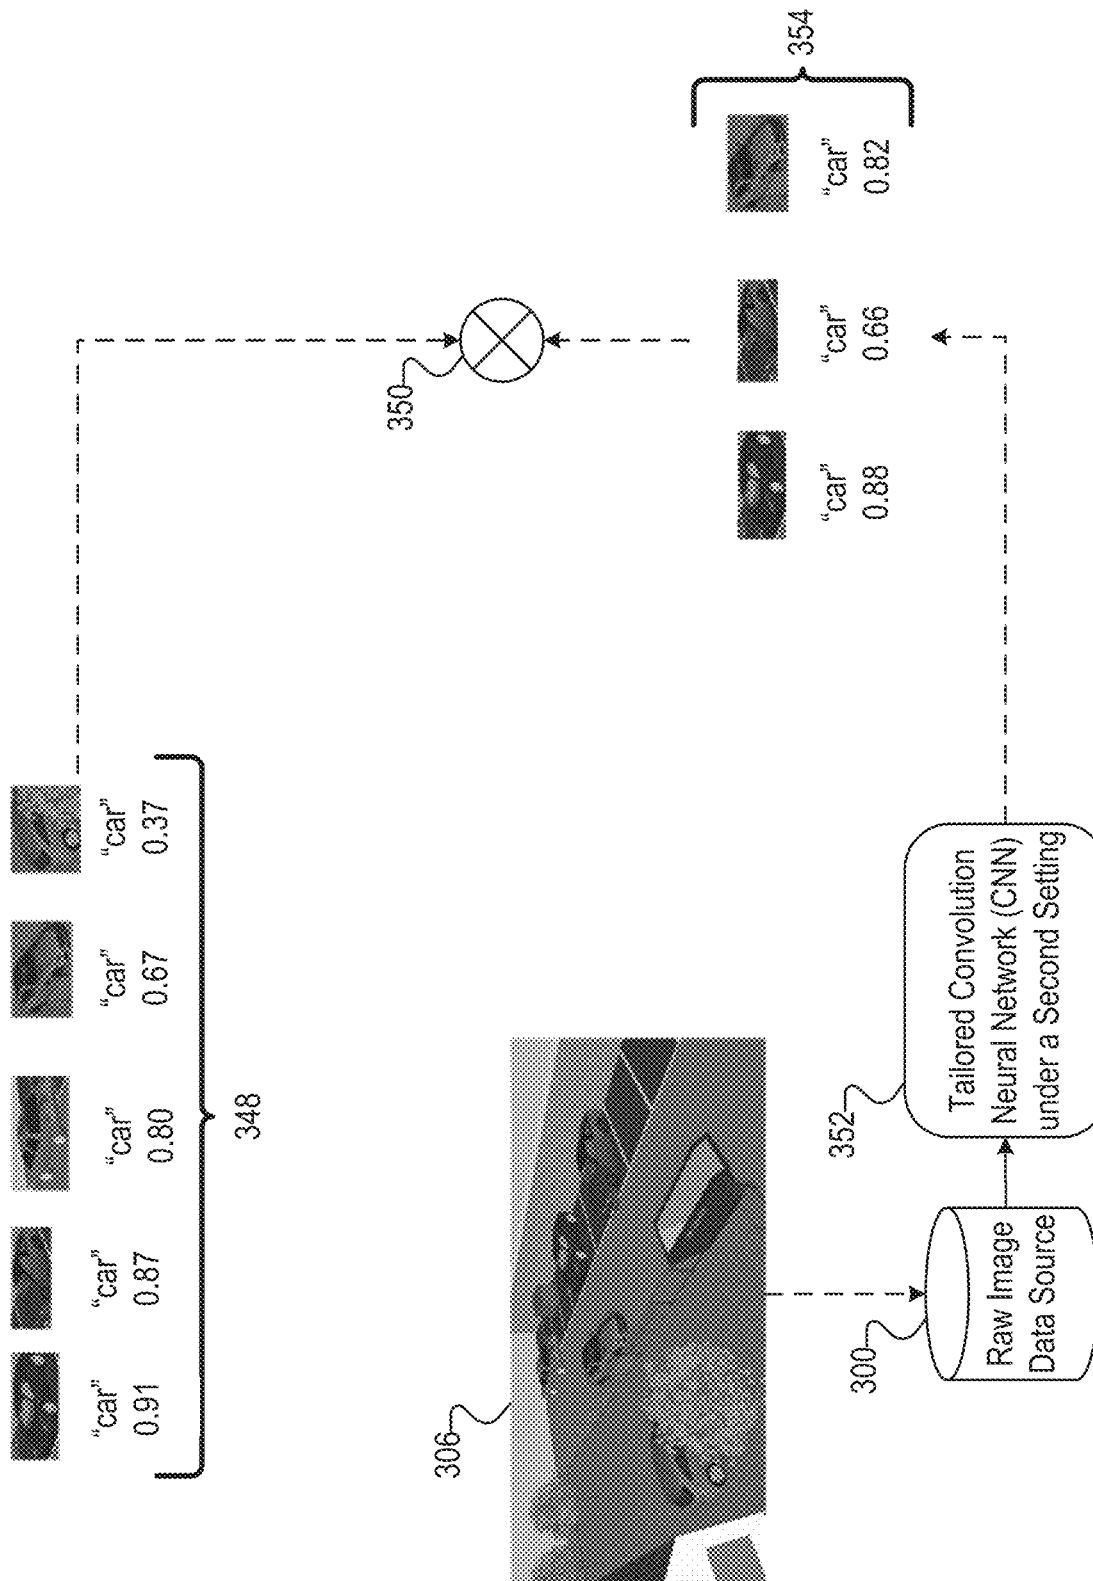 "car"
0.91
"car"
0.87
"car"
0.80
"car"
0.67
"car"
0.37
348
350
354
"car"
0.88
"car"
0.66
"car"
0.82
306
300
Raw Image
Data Source
352
Tailored Convolution
Neural Network (CNN)
under a Second Setting